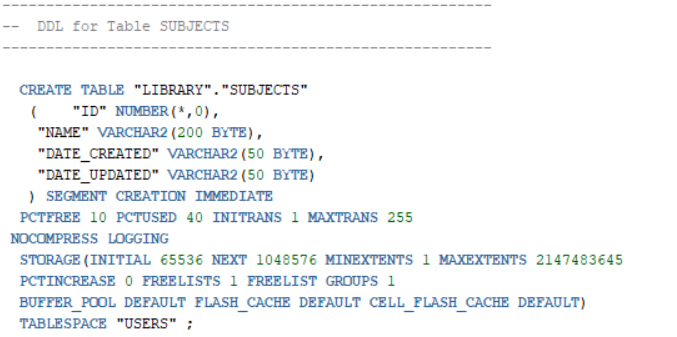 --------------------------------------------------------
--  DDL for Table SUBJECTS
--------------------------------------------------------

  CREATE TABLE "LIBRARY"."SUBJECTS"
   (	"ID" NUMBER(*,0),
	"NAME" VARCHAR2(200 BYTE),
	"DATE_CREATED" VARCHAR2(50 BYTE),
	"DATE_UPDATED" VARCHAR2(50 BYTE)
   ) SEGMENT CREATION IMMEDIATE
  PCTFREE 10 PCTUSED 40 INITRANS 1 MAXTRANS 255
 NOCOMPRESS LOGGING
  STORAGE(INITIAL 65536 NEXT 1048576 MINEXTENTS 1 MAXEXTENTS 2147483645
  PCTINCREASE 0 FREELISTS 1 FREELIST GROUPS 1
  BUFFER_POOL DEFAULT FLASH_CACHE DEFAULT CELL_FLASH_CACHE DEFAULT)
  TABLESPACE "USERS" ;